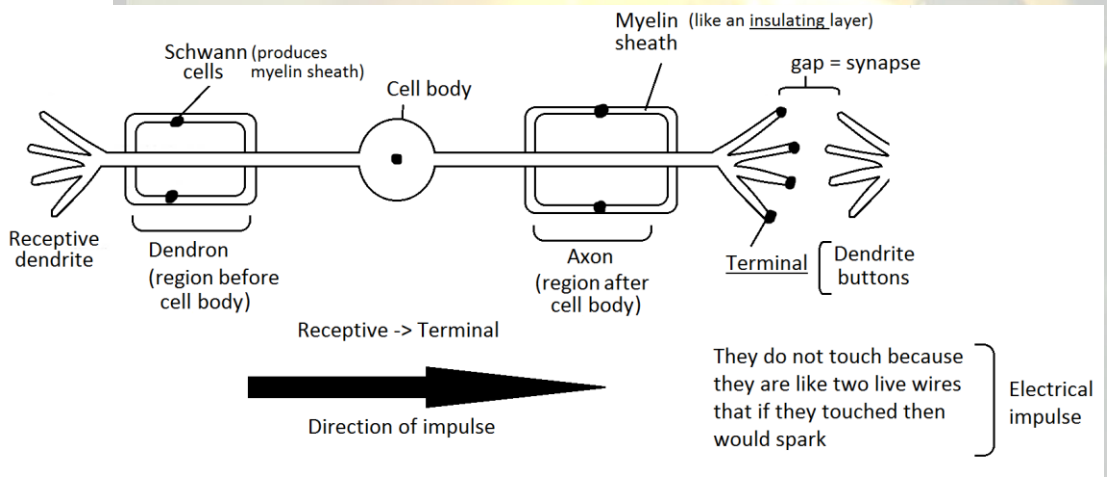 Schwann (produces
cells myelin sheath)
Cell body
Myelin (like an insulating layer)
sheath
gap = synapse
Receptive
dendrite
Dendron
(region before
cell body)
Axon
(region after
cell body)
Terminal
Dendrite
buttons
Receptive -> Terminal
Direction of impulse
They do not touch because
they are like two live wires
that if they touched then
would spark
Electrical
impulse